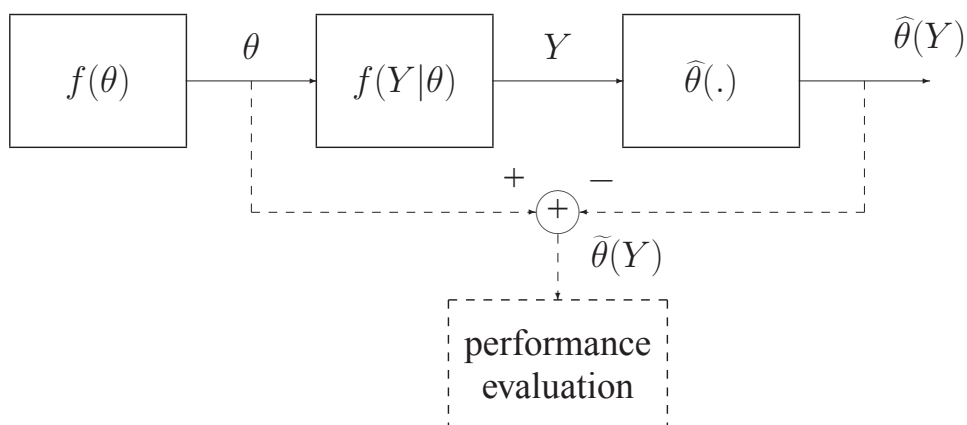 θ
Y
θ̂(Y)
f(θ)
f(Y|θ)
θ̂(.)
+
−
+
θ̃(Y)
performance
evaluation